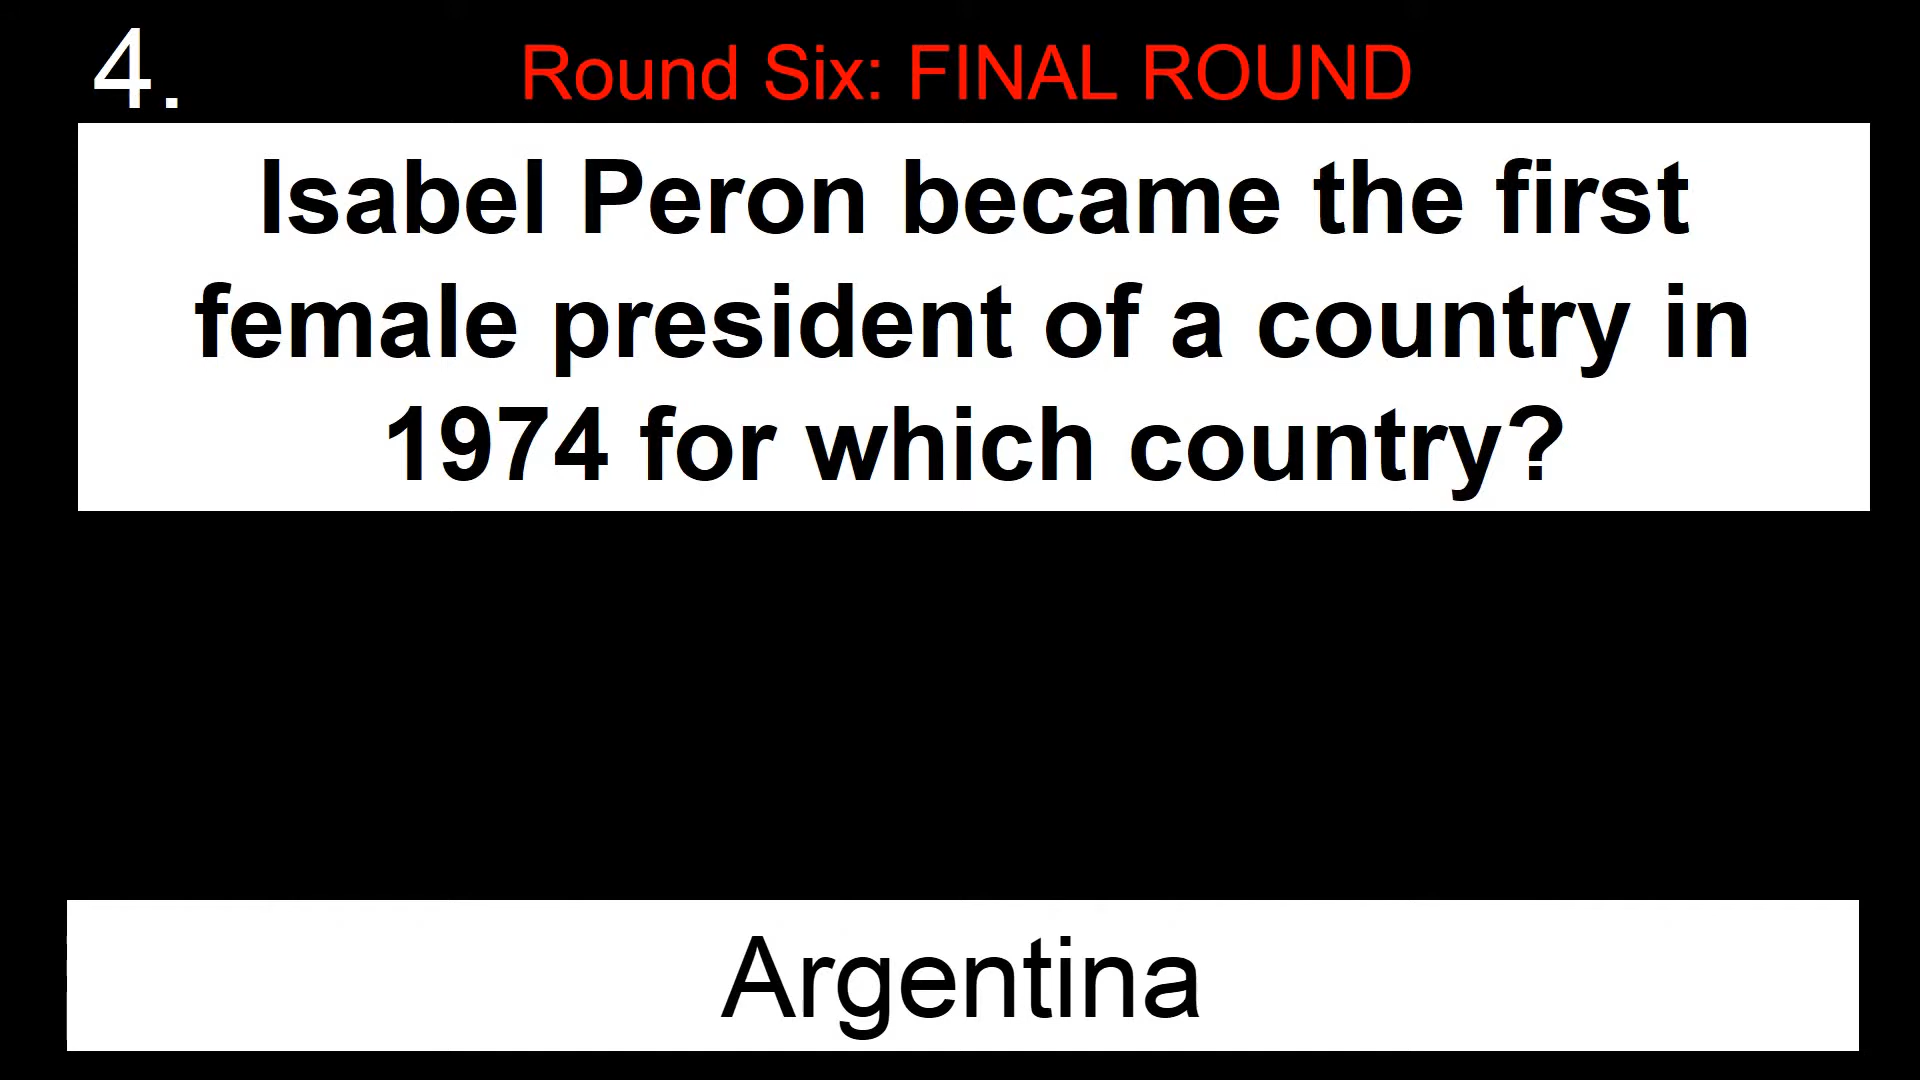 4.
Round Six: FINAL ROUND
Isabel Peron became the first
female president of a country in
1974 for which country?
Argentina